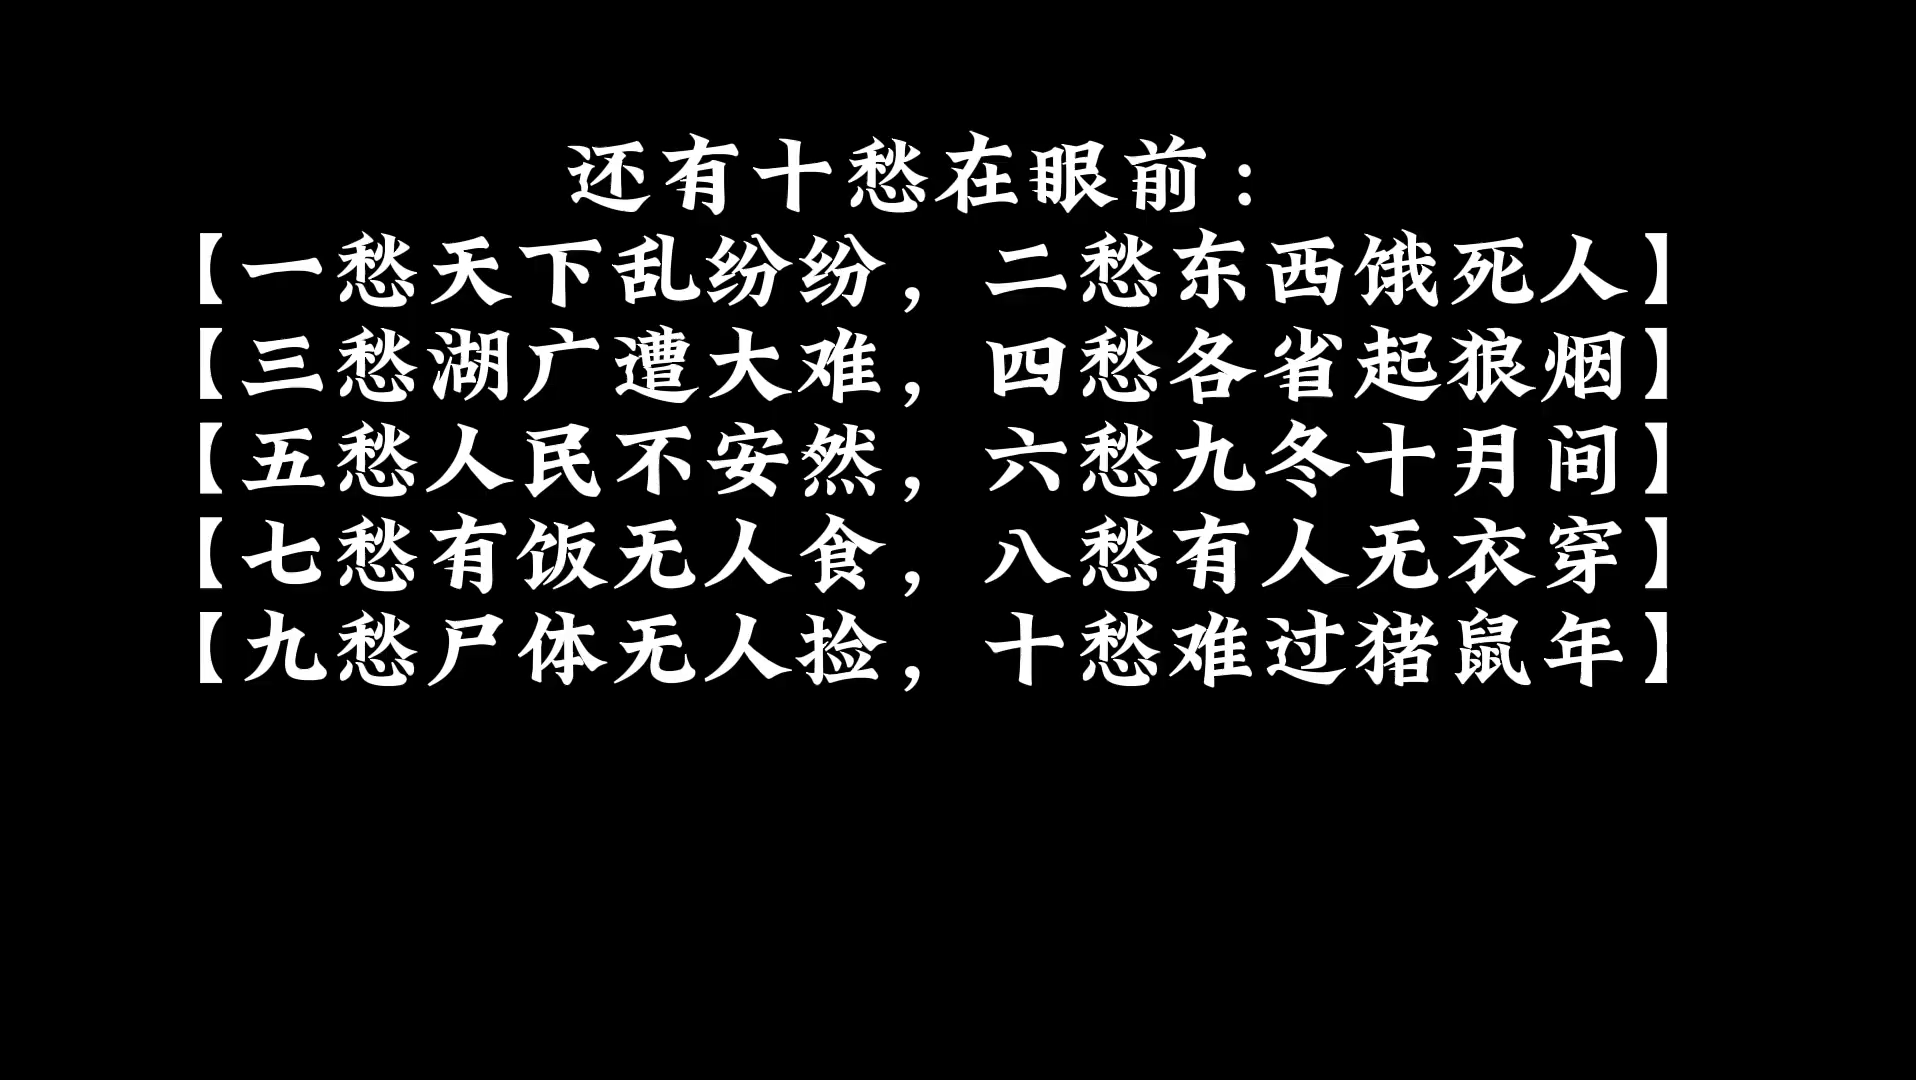 还有十愁在眼前：
【一愁天下乱纷纷，二愁东西饿死人】
【三愁湖广遭大难，四愁各省起狼烟】
【五愁人民不安然，六愁九冬十月间】
【七愁有饭无人食，八愁有人无衣穿】
【九愁尸体无人捡，十愁难过猪鼠年】